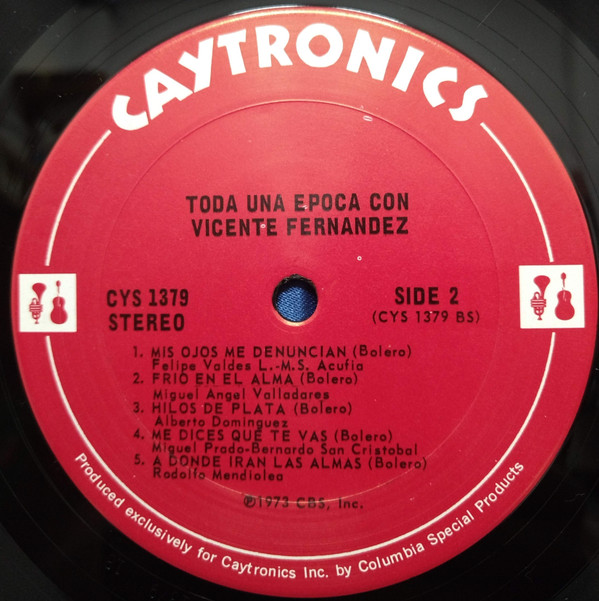 CAYTRONICS
TODA UNA EPOCA CON
VICENTE FERNANDEZ
CYS 1379
STEREO
SIDE 2
(CYS 1379 BS)
1. MIS OJOS ME DENUNCIAN (Bolero)
Felipe Valdes L.-M.S. Acuña
2. FRIO EN EL ALMA (Bolero)
Miguel Angel Valladares
3. HILOS DE PLATA (Bolero)
Alberto Dominguez
4. ME DICES QUE TE VAS (Bolero)
Miguel Prado-Bernardo San Cristobal
5. A DONDE IRAN LAS ALMAS (Bolero)
Rodolfo Mendiolea
℗1973 CBS, Inc.
Produced exclusively for Caytronics Inc. by Columbia Special Products